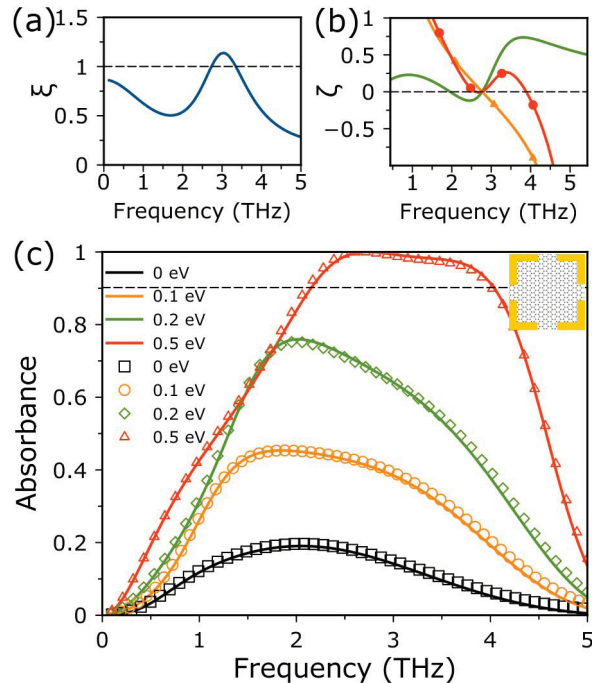 (a)
ξ
1.5
1
0.5
0
0 1 2 3 4 5
Frequency (THz)
(b)
ζ
1
0.5
0
−0.5
1 2 3 4 5
Frequency (THz)
(c)
Absorbance
1
0.8
0.6
0.4
0.2
0
0 eV
0.1 eV
0.2 eV
0.5 eV
0 eV
0.1 eV
0.2 eV
0.5 eV
0 1 2 3 4 5
Frequency (THz)